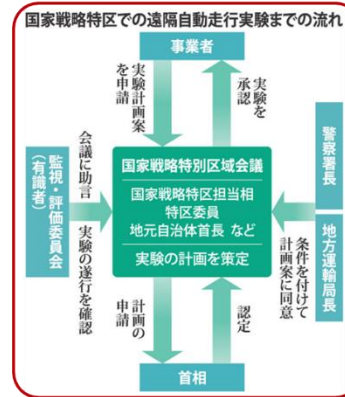 国家戦略特区での遠隔自動走行実験までの流れ
事業者
実験計画案
を申請
実験を
承認
監視・評価委員会
（有識者）
会議に助言
実験の遂行を確認
国家戦略特別区域会議
国家戦略特区担当相
特区委員
地元自治体首長 など
実験の計画を策定
警察署長
地方運輸局長
条件を付けて
計画案に同意
計画の
申請
認定
首相